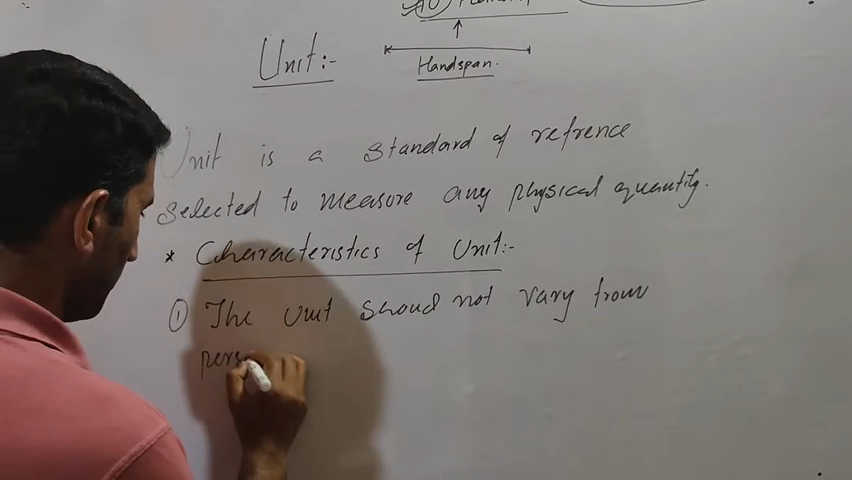 Unit:-
Handspan.
Unit is a standard of refrence
selected to measure any physical quantity.
* Characteristics of Unit:-
① The Unit shoud not vary from
pers